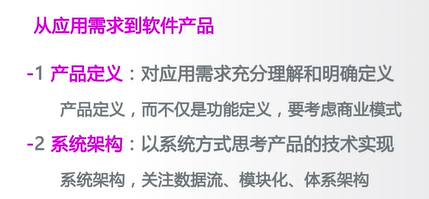 从应用需求到软件产品
-1 产品定义：对应用需求充分理解和明确定义
产品定义，而不仅是功能定义，要考虑商业模式
-2 系统架构：以系统方式思考产品的技术实现
系统架构，关注数据流、模块化、体系架构